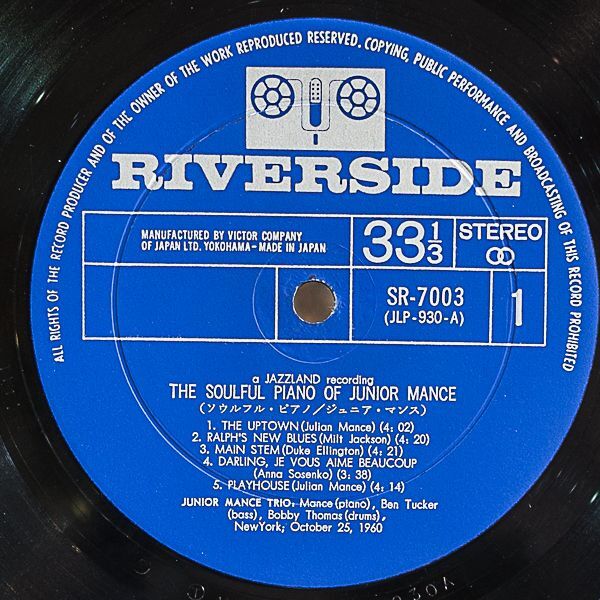 ALL RIGHTS OF THE RECORD PRODUCER AND OF THE OWNER OF THE WORK REPRODUCED RESERVED. COPYING, PUBLIC PERFORMANCE AND BROADCASTING OF THIS RECORD PROHIBITED
RIVERSIDE
MANUFACTURED BY VICTOR COMPANY
OF JAPAN LTD. YOKOHAMA-MADE IN JAPAN
33 1/3
STEREO
SR-7003
(JLP-930-A)
1
a JAZZLAND recording
THE SOULFUL PIANO OF JUNIOR MANCE
(ソウルフル・ピアノ/ジュニア・マンス)
1. THE UPTOWN(Julian Mance)(4: 02)
2. RALPH'S NEW BLUES(Milt Jackson)(4: 20)
3. MAIN STEM(Duke Ellington)(4: 21)
4. DARLING, JE VOUS AIME BEAUCOUP
(Anna Sosenko)(3: 38)
5. PLAYHOUSE(Julian Mance)(4: 14)
JUNIOR MANCE TRIO: Mance(piano), Ben Tucker
(bass), Bobby Thomas(drums),
NewYork; October 25, 1960